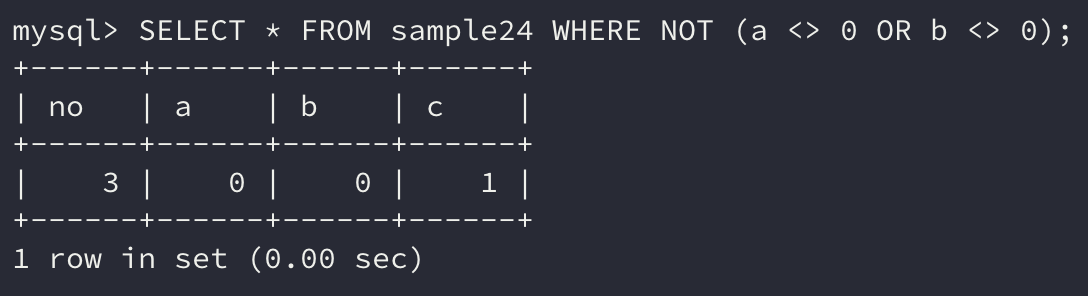 mysql> SELECT * FROM sample24 WHERE NOT (a <> 0 OR b <> 0);
+------+------+------+------+
| no   | a    | b    | c    |
+------+------+------+------+
|    3 |    0 |    0 |    1 |
+------+------+------+------+
1 row in set (0.00 sec)